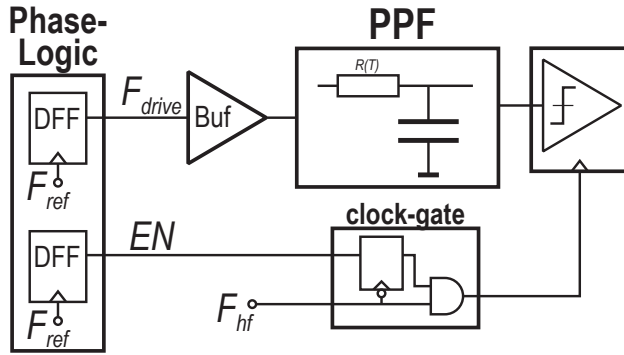 Phase-
Logic
PPF
R(T)
DFF
F_drive
Buf
F_ref
clock-gate
DFF
EN
F_ref
F_hf